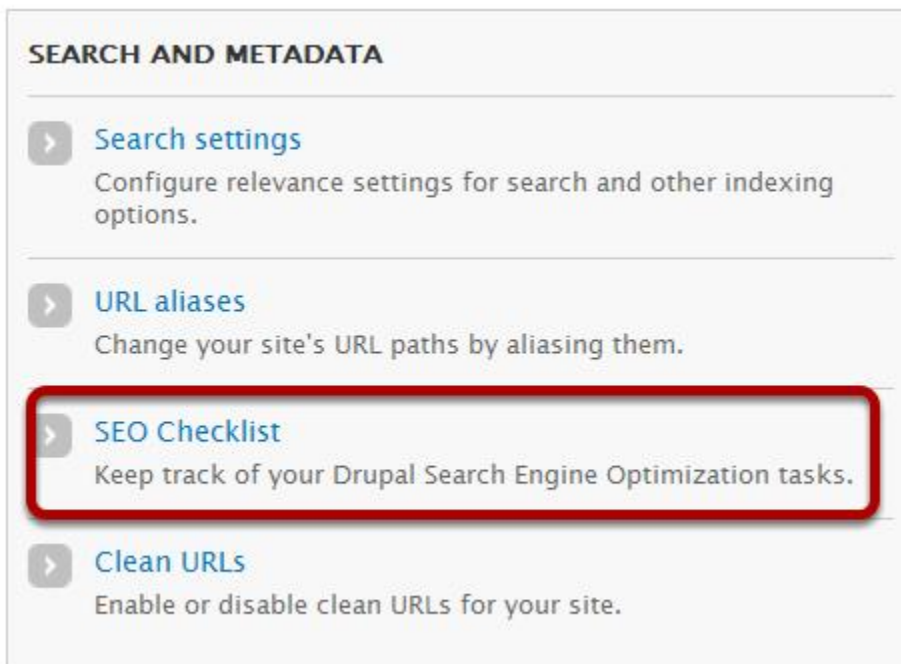 SEARCH AND METADATA
Search settings
Configure relevance settings for search and other indexing
options.
URL aliases
Change your site's URL paths by aliasing them.
SEO Checklist
Keep track of your Drupal Search Engine Optimization tasks.
Clean URLs
Enable or disable clean URLs for your site.